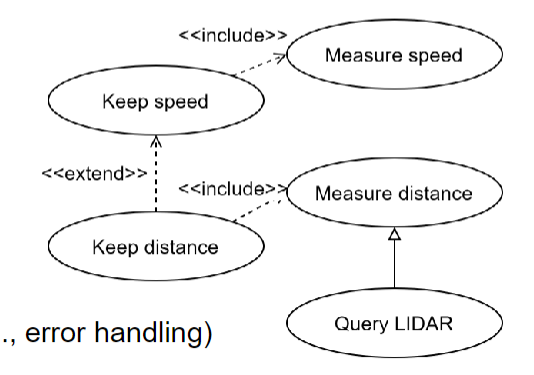 <<include>>
Measure speed
Keep speed
<<extend>>
<<include>>
Measure distance
Keep distance
Query LIDAR
., error handling)